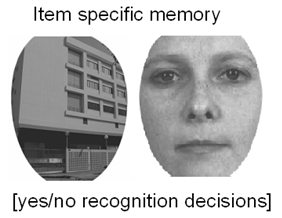 Item specific memory
[yes/no recognition decisions]